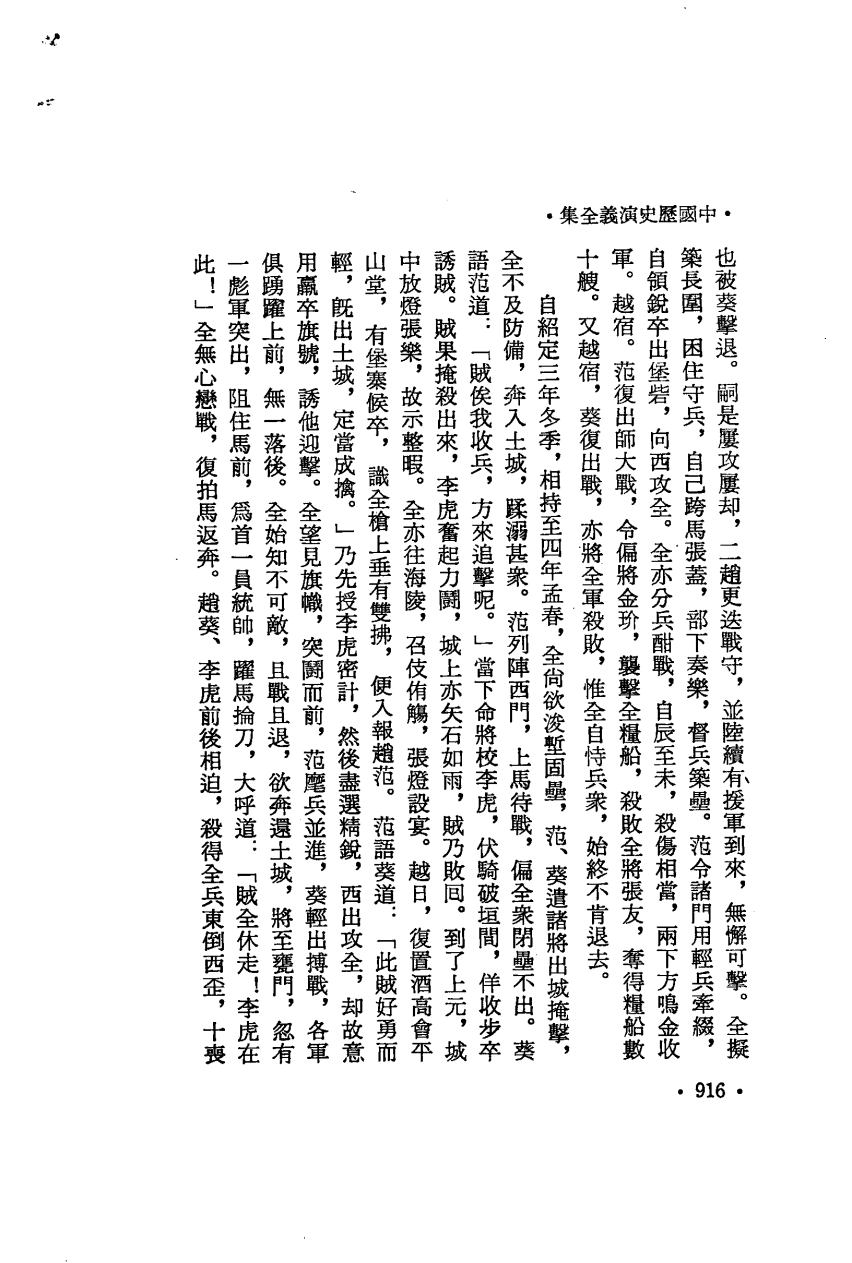 •中國歷史演義全集•
也被葵擊退。嗣是屢攻屢却，二趙更迭戰守，並陸續有援軍到來，無懈可擊。全擬
築長圍，困住守兵，自己跨馬張蓋，部下奏樂，督兵築壘。范令諸門用輕兵牽綴，
自領銳卒出堡砦，向西攻全。全亦分兵酣戰，自辰至未，殺傷相當，兩下方鳴金收
軍。越宿。范復出師大戰，令偏將金玠，襲擊全糧船，殺敗全將張友，奪得糧船數
十艘。又越宿，葵復出戰，亦將全軍殺敗，惟全自恃兵衆，始終不肯退去。
自紹定三年冬季，相持至四年孟春，全尙欲浚塹固壘，范、葵遣諸將出城掩擊，
全不及防備，奔入土城，蹂溺甚衆。范列陣西門，上馬待戰，偏全衆閉壘不出。葵
語范道：「賊俟我收兵，方來追擊呢。」當下命將校李虎，伏騎破垣間，佯收步卒
誘賊。賊果掩殺出來，李虎奮起力鬪，城上亦矢石如雨，賊乃敗回。到了上元，城
中放燈張樂，故示整暇。全亦往海陵，召伎侑觴，張燈設宴。越日，復置酒高會平
山堂，有堡寨候卒，識全槍上垂有雙拂，便入報趙范。范語葵道：「此賊好勇而
輕，旣出土城，定當成擒。」乃先授李虎密計，然後盡選精銳，西出攻全，却故意
用羸卒旗號，誘他迎擊。全望見旗幟，突鬪而前，范麾兵並進，葵輕出搏戰，各軍
俱踴躍上前，無一落後。全始知不可敵，且戰且退，欲奔還土城，將至甕門，忽有
一彪軍突出，阻住馬前，爲首一員統帥，躍馬掄刀，大呼道：「賊全休走！李虎在
此！」全無心戀戰，復拍馬返奔。趙葵、李虎前後相迫，殺得全兵東倒西歪，十喪
•916•